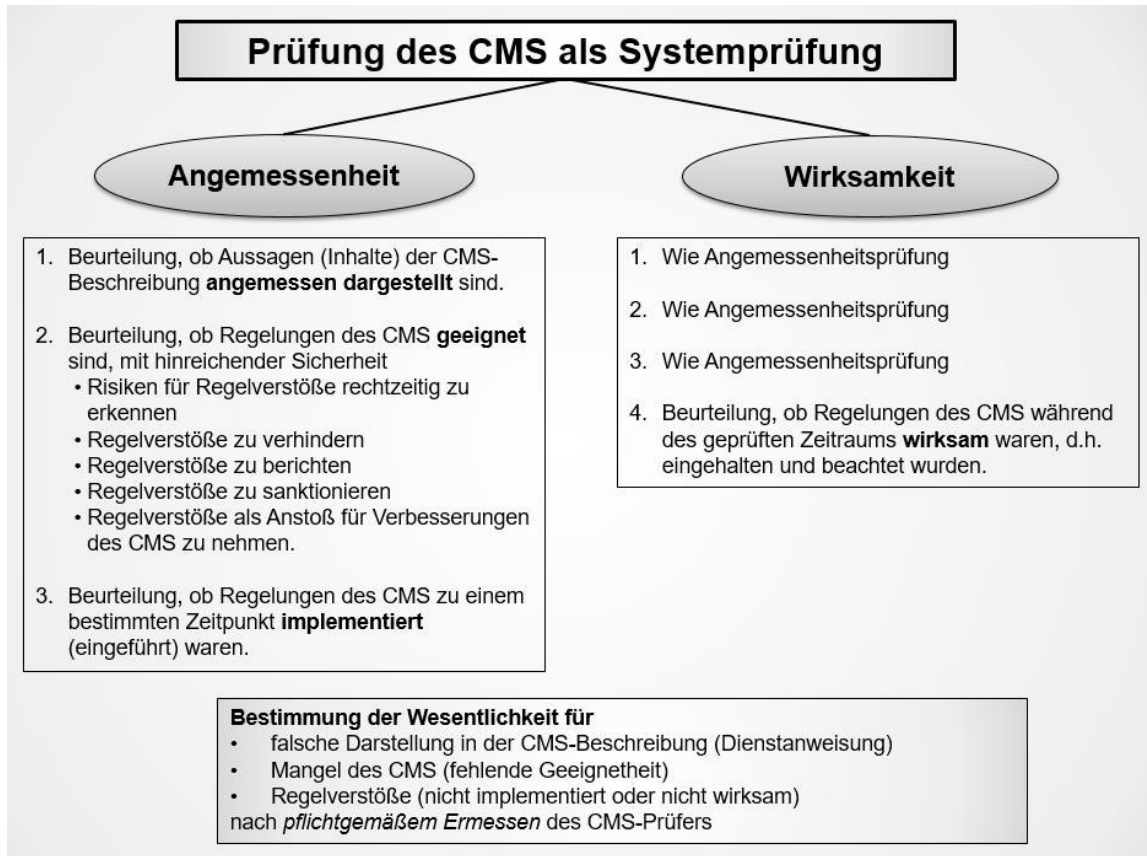 Prüfung des CMS als Systemprüfung
Angemessenheit
1. Beurteilung, ob Aussagen (Inhalte) der CMS-
Beschreibung angemessen dargestellt sind.
2. Beurteilung, ob Regelungen des CMS geeignet
sind, mit hinreichender Sicherheit
• Risiken für Regelverstöße rechtzeitig zu
erkennen
• Regelverstöße zu verhindern
• Regelverstöße zu berichten
• Regelverstöße zu sanktionieren
• Regelverstöße als Anstoß für Verbesserungen
des CMS zu nehmen.
3. Beurteilung, ob Regelungen des CMS zu einem
bestimmten Zeitpunkt implementiert
(eingeführt) waren.
Wirksamkeit
1. Wie Angemessenheitsprüfung
2. Wie Angemessenheitsprüfung
3. Wie Angemessenheitsprüfung
4. Beurteilung, ob Regelungen des CMS während
des geprüften Zeitraums wirksam waren, d.h.
eingehalten und beachtet wurden.
Bestimmung der Wesentlichkeit für
• falsche Darstellung in der CMS-Beschreibung (Dienstanweisung)
• Mangel des CMS (fehlende Geeignetheit)
• Regelverstöße (nicht implementiert oder nicht wirksam)
nach pflichtgemäßem Ermessen des CMS-Prüfers